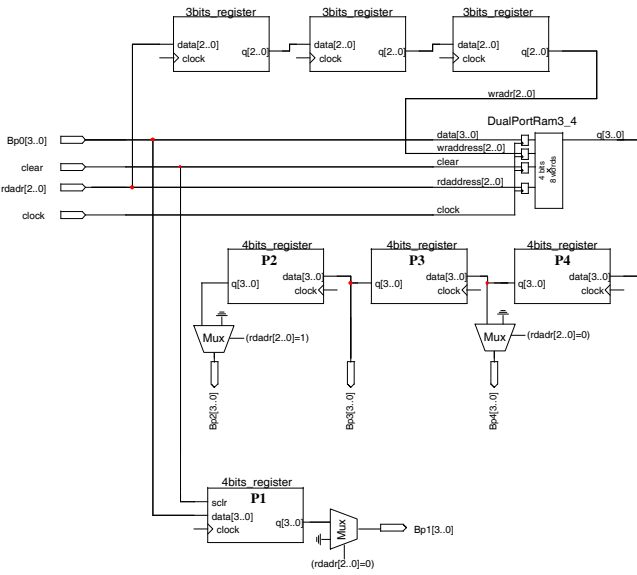 3bits_register
3bits_register
3bits_register
data[2..0]
q[2..0]
clock
data[2..0]
q[2..0]
clock
data[2..0]
q[2..0]
clock
wradr[2..0]
DualPortRam3_4
Bp0[3..0]
data[3..0]
q[3..0]
wraddress[2..0]
clear
clear
rdadr[2..0]
rdaddress[2..0]
4 bits
x
8 words
clock
clock
4bits_register
P2
4bits_register
P3
4bits_register
P4
q[3..0]
data[3..0]
clock
q[3..0]
data[3..0]
clock
q[3..0]
data[3..0]
clock
Mux
(rdadr[2..0]=1)
Mux
(rdadr[2..0]=0)
Bp2[3..0]
Bp3[3..0]
Bp4[3..0]
4bits_register
P1
sclr
data[3..0]
q[3..0]
clock
Mux
Bp1[3..0]
(rdadr[2..0]=0)